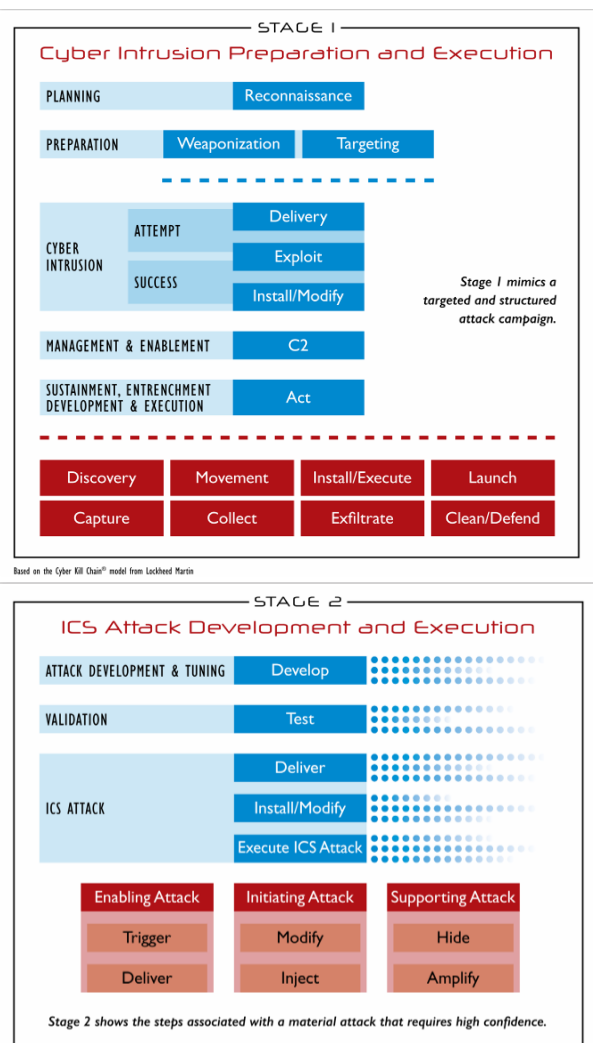 STAGE 1
Cyber Intrusion Preparation and Execution
PLANNING
Reconnaissance
PREPARATION
Weaponization
Targeting
CYBER
INTRUSION
ATTEMPT
Delivery
Exploit
SUCCESS
Install/Modify
Stage 1 mimics a
targeted and structured
attack campaign.
MANAGEMENT & ENABLEMENT
C2
SUSTAINMENT, ENTRENCHMENT
DEVELOPMENT & EXECUTION
Act
Discovery
Movement
Install/Execute
Launch
Capture
Collect
Exfiltrate
Clean/Defend
Based on the Cyber Kill Chain® model from Lockheed Martin
STAGE 2
ICS Attack Development and Execution
ATTACK DEVELOPMENT & TUNING
Develop
VALIDATION
Test
ICS ATTACK
Deliver
Install/Modify
Execute ICS Attack
Enabling Attack
Initiating Attack
Supporting Attack
Trigger
Modify
Hide
Deliver
Inject
Amplify
Stage 2 shows the steps associated with a material attack that requires high confidence.